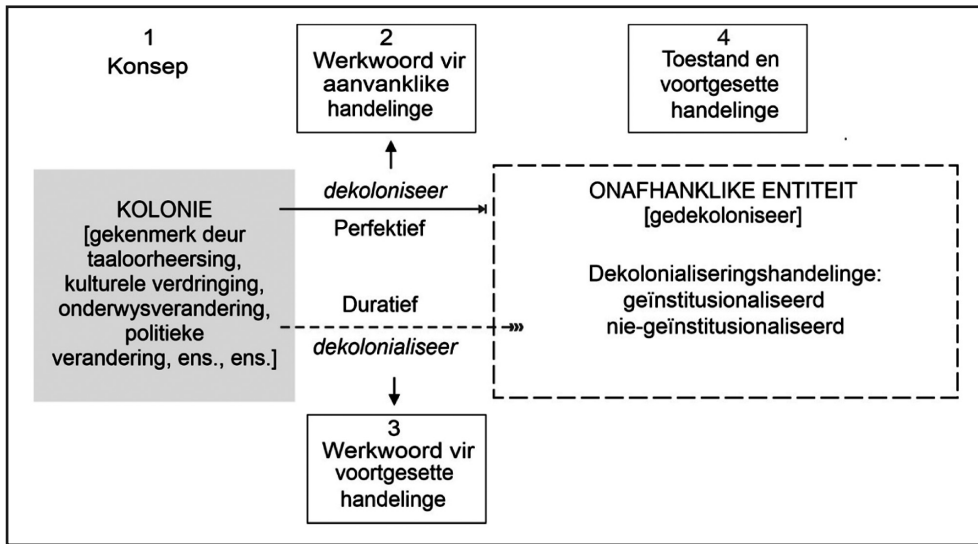 1
Konsep
2
Werkwoord vir
aanvanklike
handelinge
4
Toestand en
voortgesette
handelinge
KOLONIE
[gekenmerk deur
taaloorheersing,
kulturele verdringing,
onderwysverandering,
politieke
verandering, ens., ens.]
dekoloniseer
Perfektief
Duratief
dekolonialiseer
ONAFHANKLIKE ENTITEIT
[gedekoloniseer]
Dekolonialiseringshandelinge:
geïnstitusionaliseerd
nie-geïnstitusionaliseerd
3
Werkwoord vir
voortgesette
handelinge